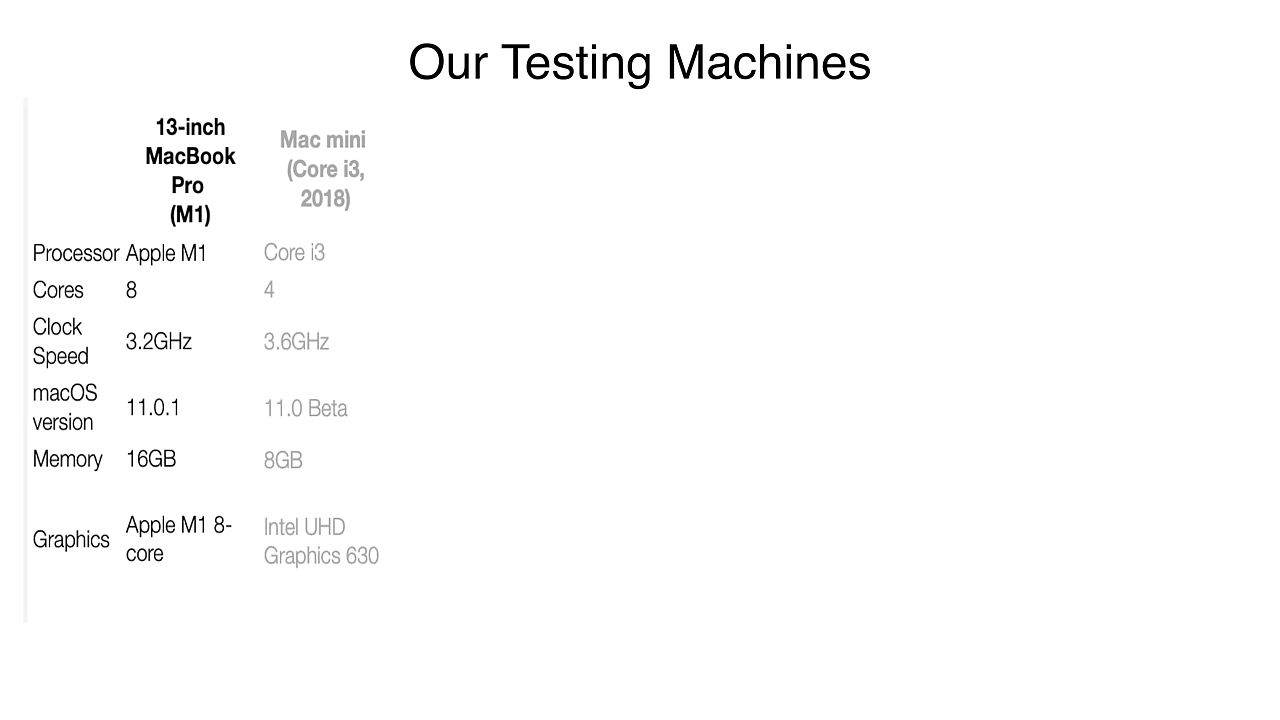 Our Testing Machines
13-inch
MacBook
Pro
(M1)
Mac mini
(Core i3,
2018)
Processor Apple M1 Core i3
Cores 8 4
Clock
Speed
3.2GHz 3.6GHz
macOS
version
11.0.1 11.0 Beta
Memory 16GB 8GB
Graphics
Apple M1 8-
core
Intel UHD
Graphics 630